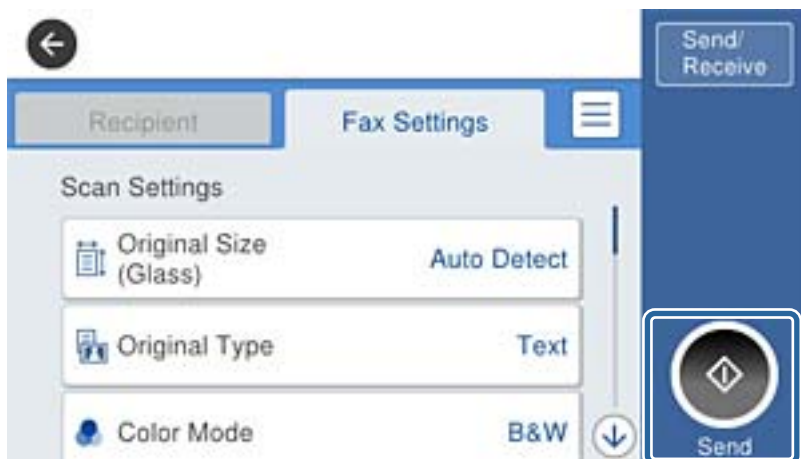 Send/
Receive
Recipient
Fax Settings
Scan Settings
Original Size
(Glass)
Auto Detect
Original Type
Text
Color Mode
B&W
Send